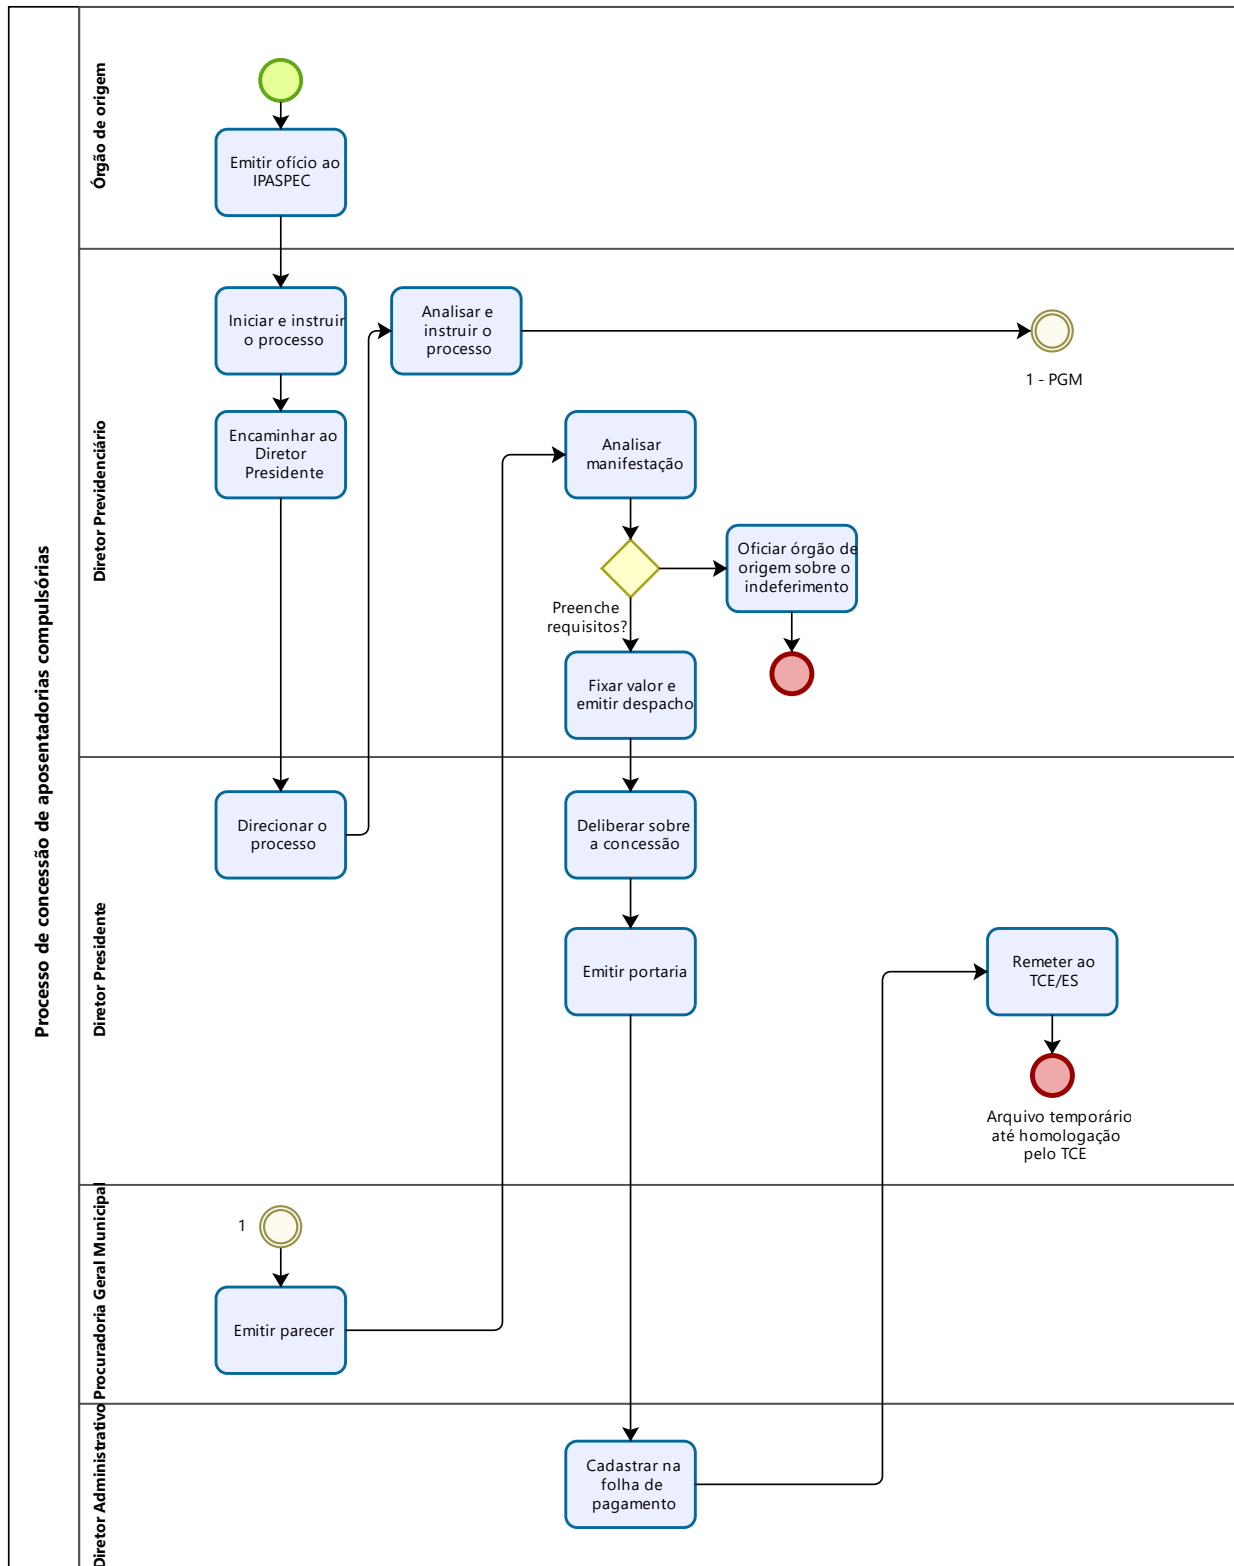 Processo de concessão de aposentadorias compulsórias
Órgão de origem
Emitir ofício ao
IPASPEC
Diretor Previdenciário
Iniciar e instruir
o processo
Analisar e
instruir o
processo
1 - PGM
Encaminhar ao
Diretor
Presidente
Analisar
manifestação
Oficiar órgão de
origem sobre o
indeferimento
Preenche
requisitos?
Fixar valor e
emitir despacho
Diretor Presidente
Direcionar o
processo
Deliberar sobre
a concessão
Emitir portaria
Remeter ao
TCE/ES
Arquivo temporário
até homologação
pelo TCE
Procuradoria Geral Municipal
1
Emitir parecer
Diretor Administrativo
Cadastrar na
folha de
pagamento